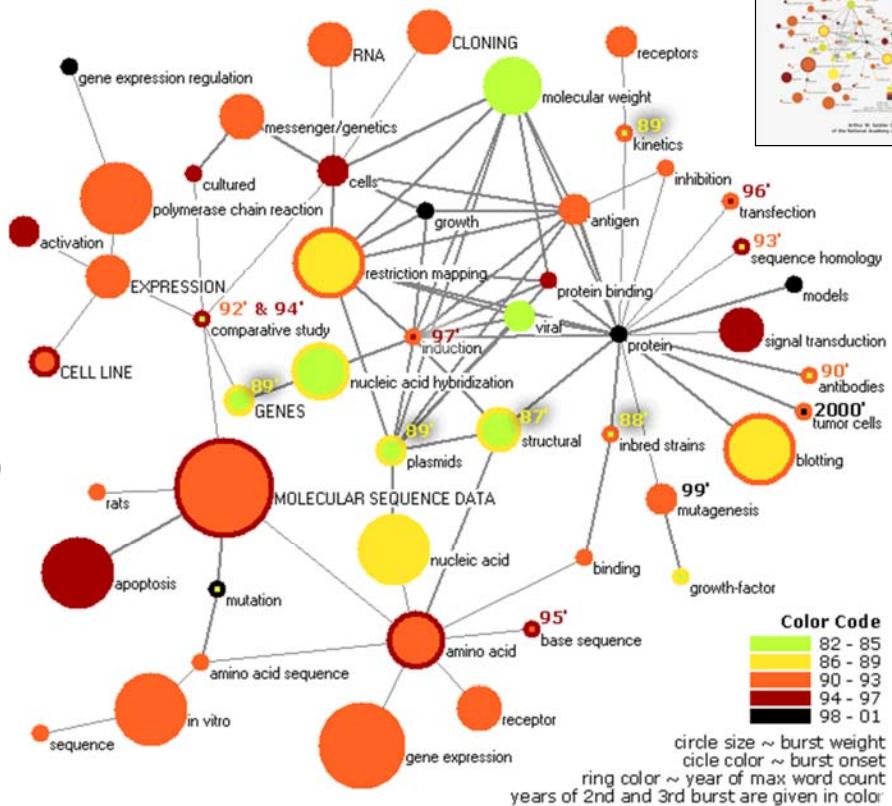 RNA
CLONING
receptors
gene expression regulation
molecular weight
messenger/genetics
89'
kinetics
cells
inhibition
cultured
96'
transfection
polymerase chain reaction
growth
antigen
activation
93'
sequence homology
restriction mapping
EXPRESSION
protein binding
models
92' & 94'
comparative study
viral
97'
induction
protein
signal transduction
CELL LINE
89'
GENES
nucleic acid hybridization
90'
antibodies
87'
structural
88'
inbred strains
2000'
tumor cells
89'
plasmids
blotting
rats
MOLECULAR SEQUENCE DATA
99'
mutagenesis
nucleic acid
apoptosis
mutation
binding
growth-factor
95'
base sequence
amino acid
amino acid sequence
in vitro
receptor
sequence
gene expression
Color Code
82 - 85
86 - 89
90 - 93
94 - 97
98 - 01
circle size ~ burst weight
cicle color ~ burst onset
ring color ~ year of max word count
years of 2nd and 3rd burst are given in color